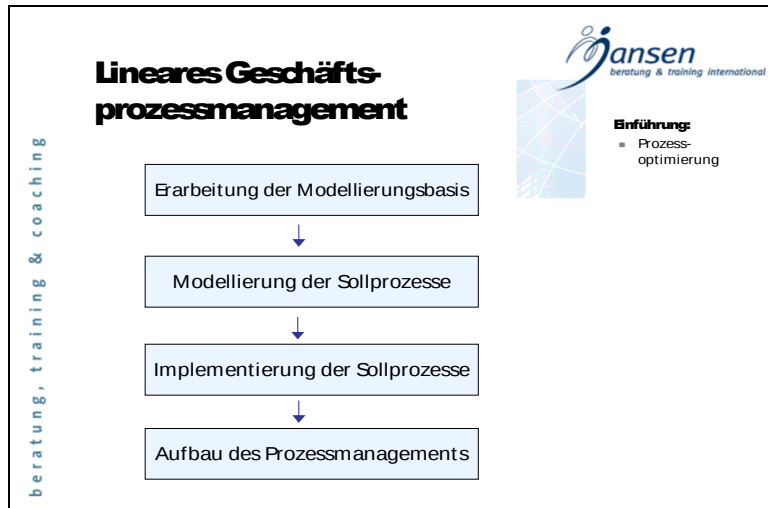 Lineares Geschäfts-
prozessmanagement
Jansen
beratung & training international
Einführung:
Prozess-
optimierung
Erarbeitung der Modellierungsbasis
Modellierung der Sollprozesse
Implementierung der Sollprozesse
Aufbau des Prozessmanagements
beratung, training & coaching